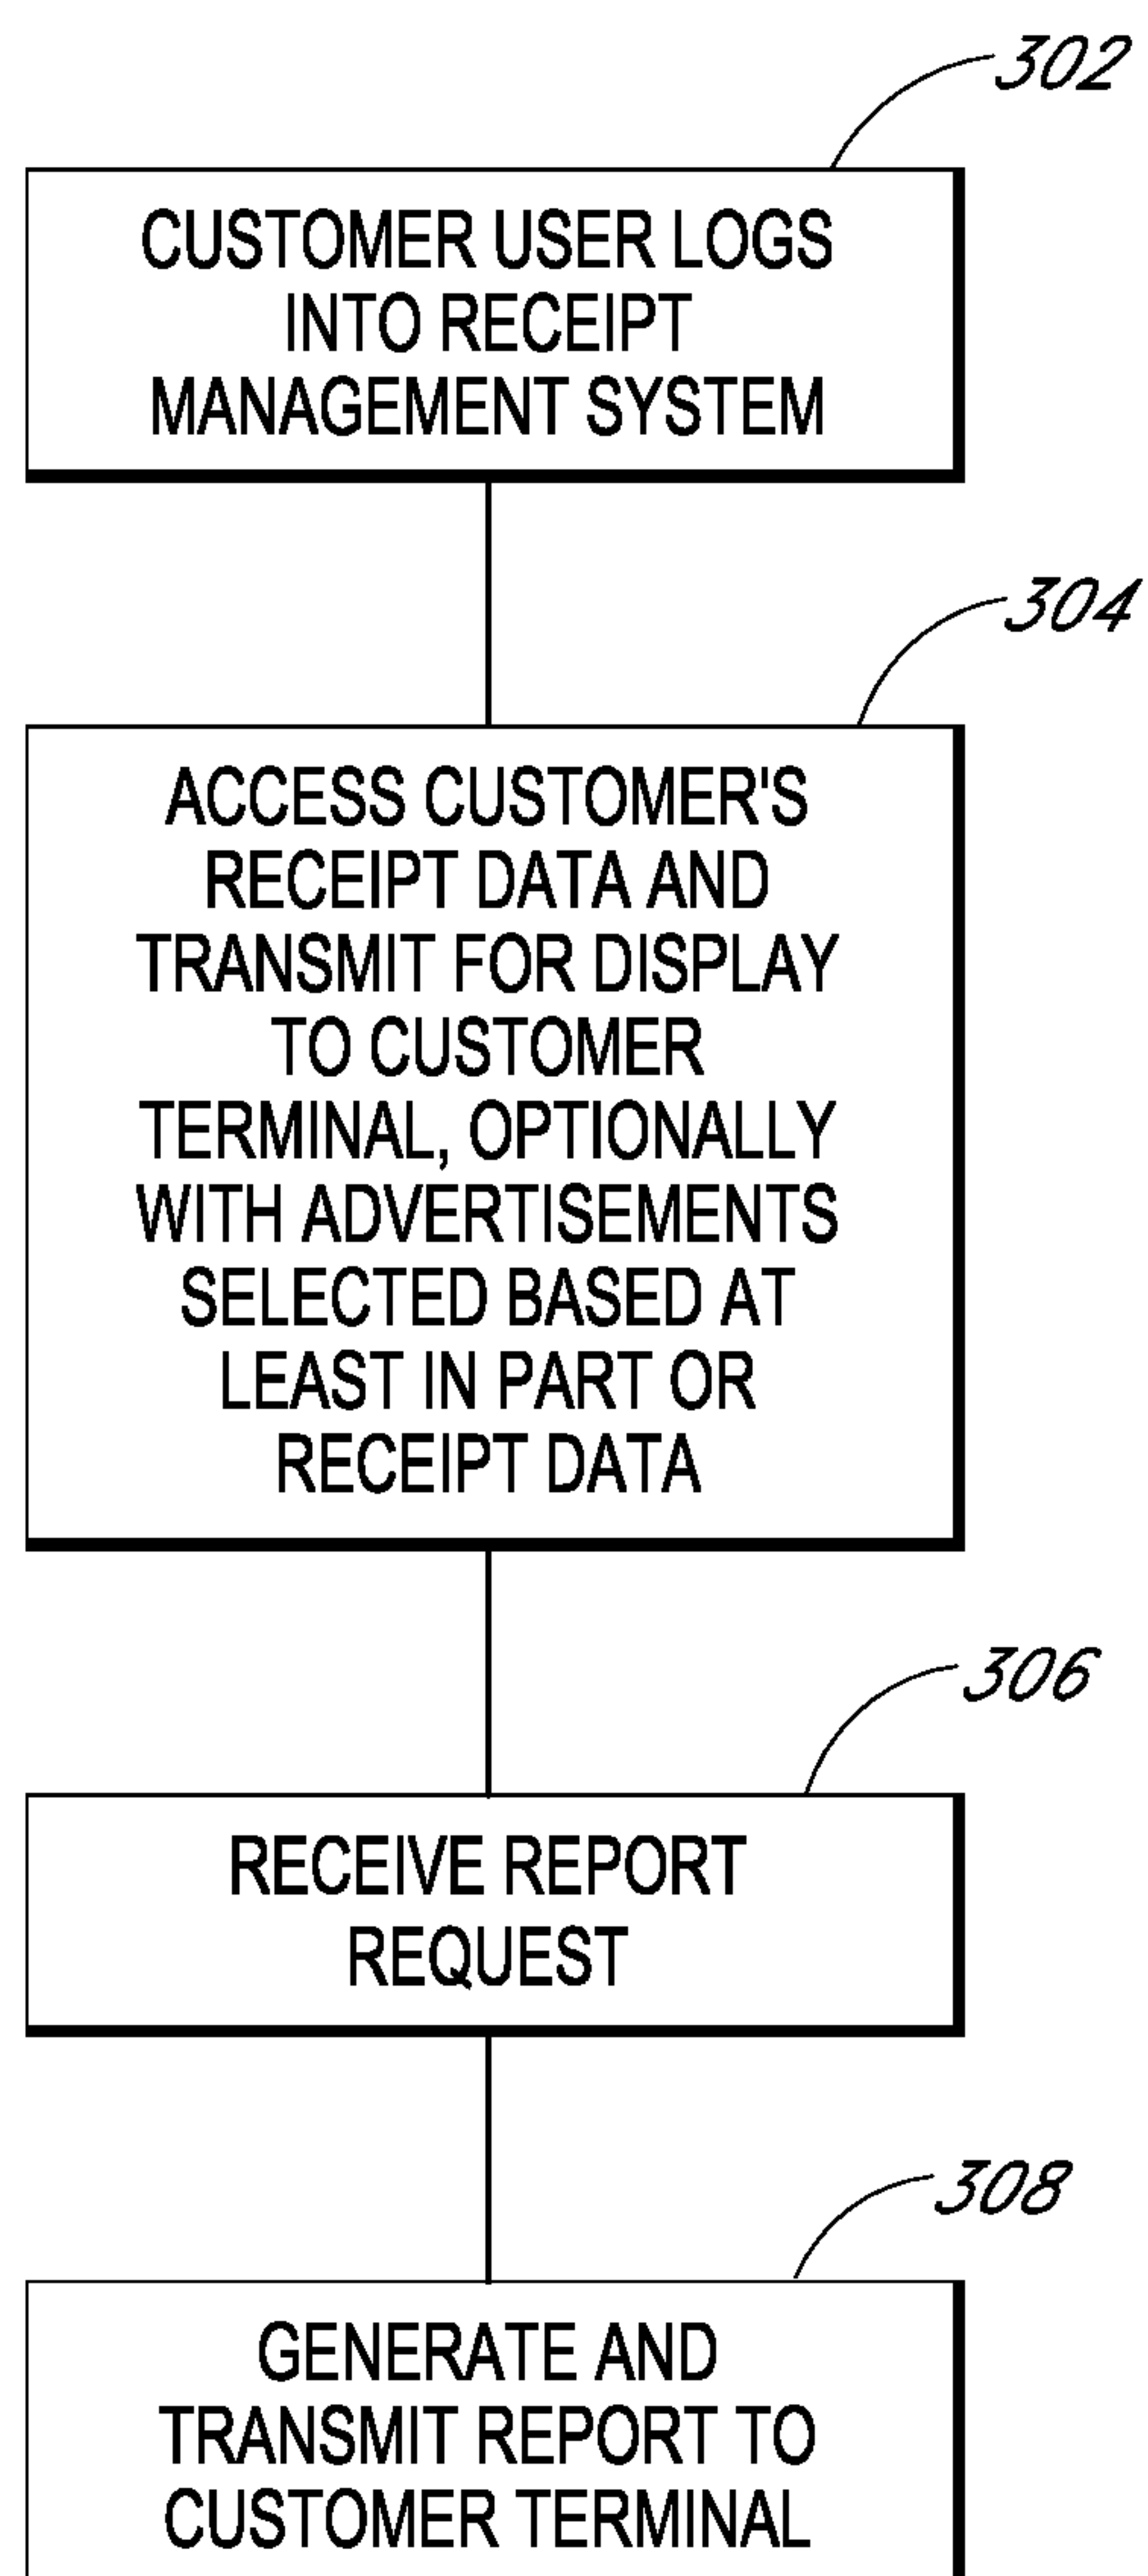 302
CUSTOMER USER LOGS
INTO RECEIPT
MANAGEMENT SYSTEM
304
ACCESS CUSTOMER'S
RECEIPT DATA AND
TRANSMIT FOR DISPLAY
TO CUSTOMER
TERMINAL, OPTIONALLY
WITH ADVERTISEMENTS
SELECTED BASED AT
LEAST IN PART OR
RECEIPT DATA
306
RECEIVE REPORT
REQUEST
308
GENERATE AND
TRANSMIT REPORT TO
CUSTOMER TERMINAL